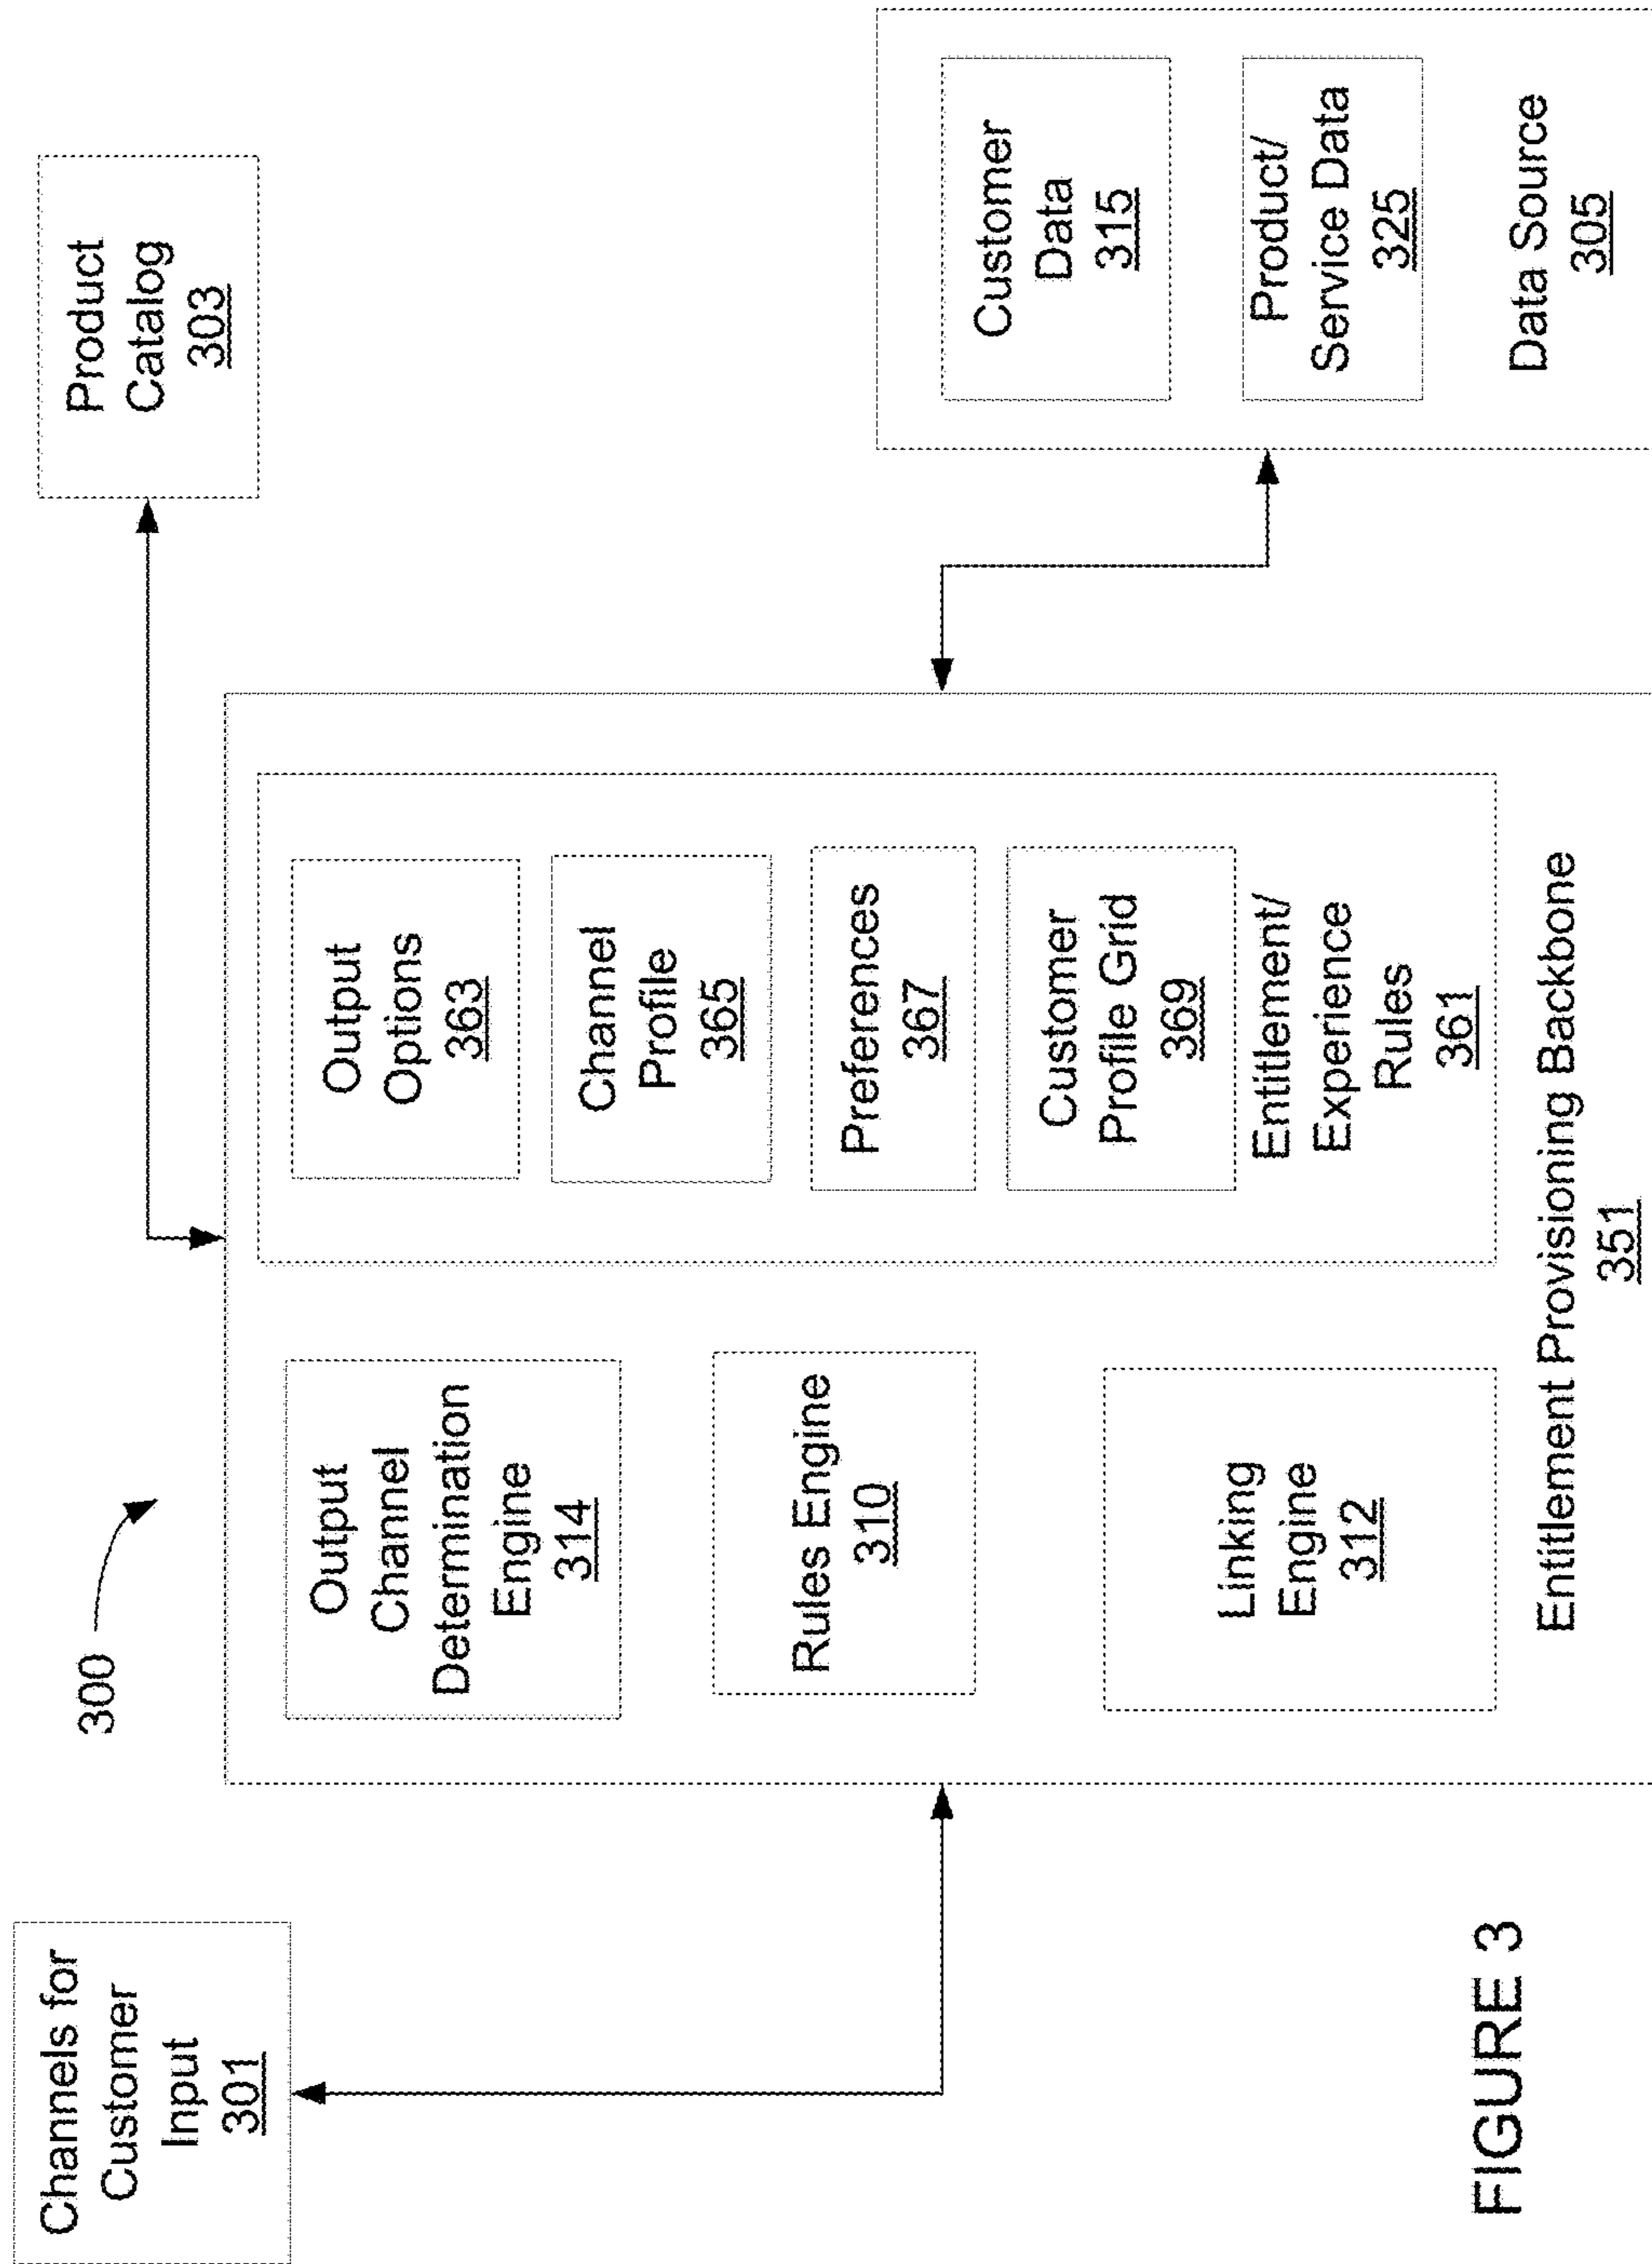 Channels for
Customer
Input
301
300
Product
Catalog
303
Output
Channel
Determination
Engine
314
Rules Engine
310
Linking
Engine
312
Output
Options
363
Channel
Profile
365
Preferences
367
Customer
Profile Grid
369
Entitlement/
Experience
Rules
361
Entitlement Provisioning Backbone
351
Customer
Data
315
Product/
Service Data
325
Data Source
305
FIGURE 3